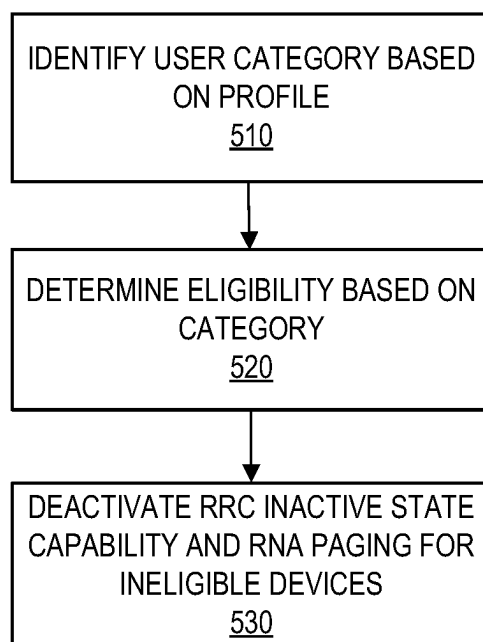 IDENTIFY USER CATEGORY BASED
ON PROFILE
510
DETERMINE ELIGIBILITY BASED ON
CATEGORY
520
DEACTIVATE RRC INACTIVE STATE
CAPABILITY AND RNA PAGING FOR
INELIGIBLE DEVICES
530